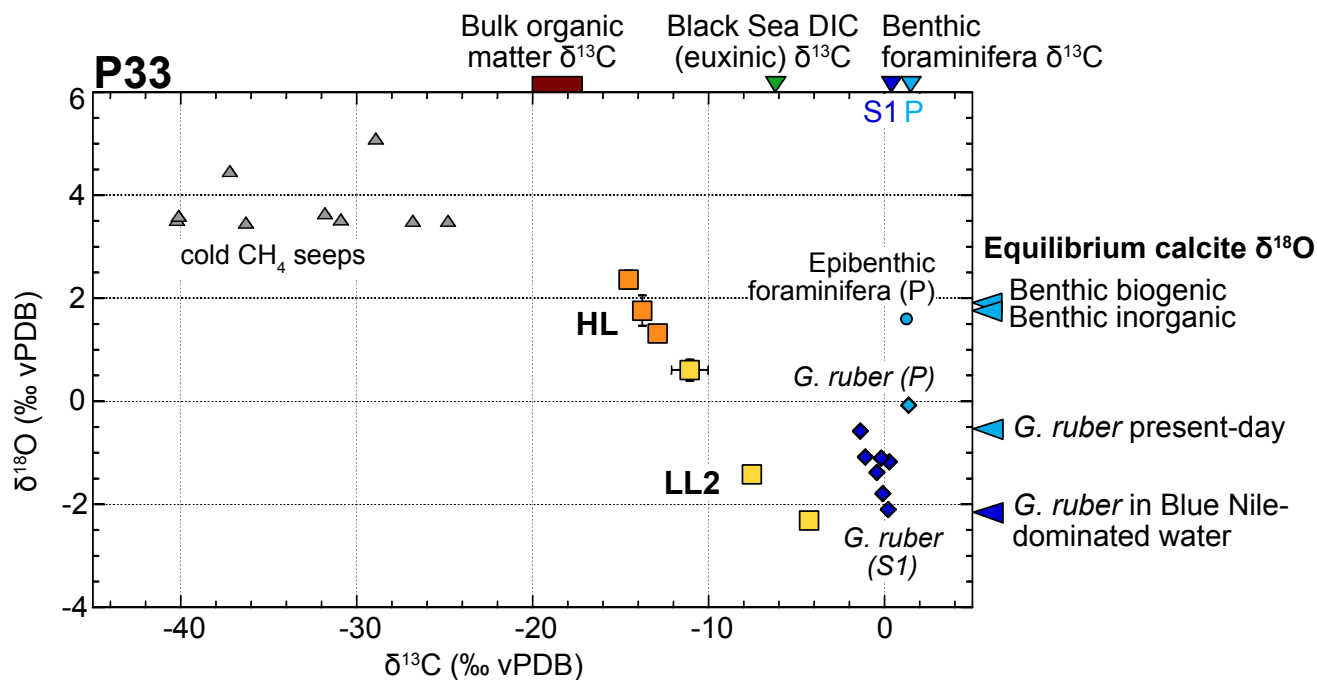 Bulk organic
matter δ¹³C
Black Sea DIC
(euxinic) δ¹³C
Benthic
foraminifera δ¹³C
P33
S1 P
6
4
2
0
-2
-4
δ¹⁸O (‰ vPDB)
cold CH₄ seeps
HL
LL2
Epibenthic
foraminifera (P)
G. ruber (P)
G. ruber
(S1)
Equilibrium calcite δ¹⁸O
Benthic biogenic
Benthic inorganic
G. ruber present-day
G. ruber in Blue Nile-
dominated water
-40 -30 -20 -10 0
δ¹³C (‰ vPDB)